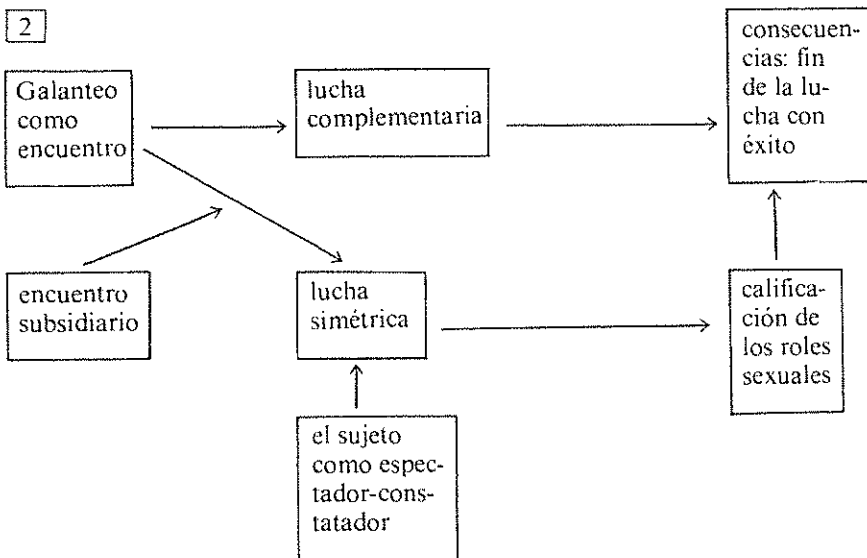 2
Galanteo
como
encuentro
lucha
complementaria
consecuen-
cias: fin
de la lu-
cha con
éxito
encuentro
subsidiario
lucha
simétrica
califica-
ción de
los roles
sexuales
el sujeto
como espec-
tador-cons-
tatador